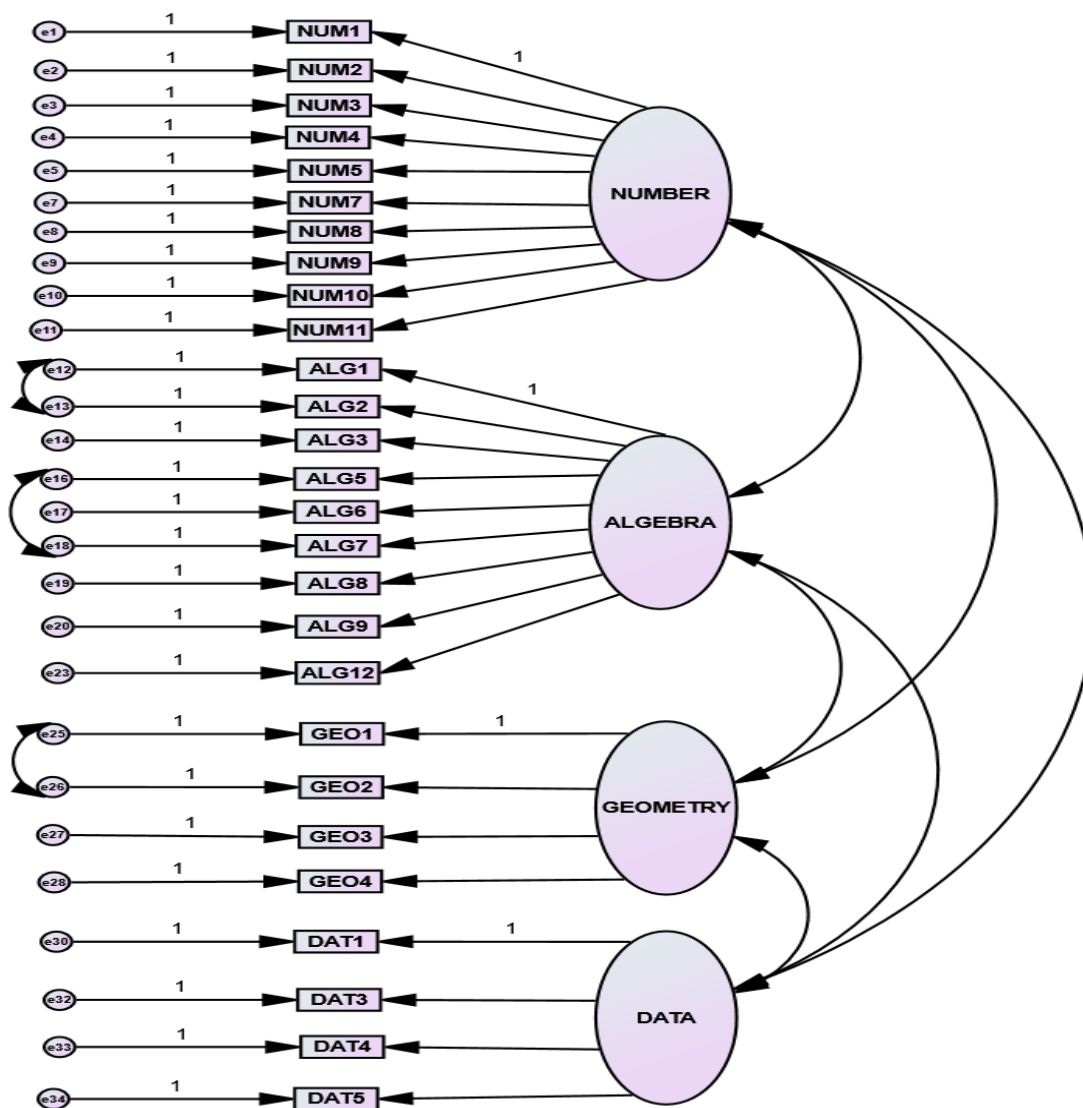 e1 1 NUM1 1
e2 1 NUM2
e3 1 NUM3
e4 1 NUM4
e5 1 NUM5
NUMBER
e7 1 NUM7
e8 1 NUM8
e9 1 NUM9
e10 1 NUM10
e11 1 NUM11
e12 1 ALG1 1
e13 1 ALG2
e14 1 ALG3
e16 1 ALG5
e17 1 ALG6
ALGEBRA
e18 1 ALG7
e19 1 ALG8
e20 1 ALG9
e23 1 ALG12
e25 1 GEO1 1
e26 1 GEO2
GEOMETRY
e27 1 GEO3
e28 1 GEO4
e30 1 DAT1 1
e32 1 DAT3
DATA
e33 1 DAT4
e34 1 DAT5